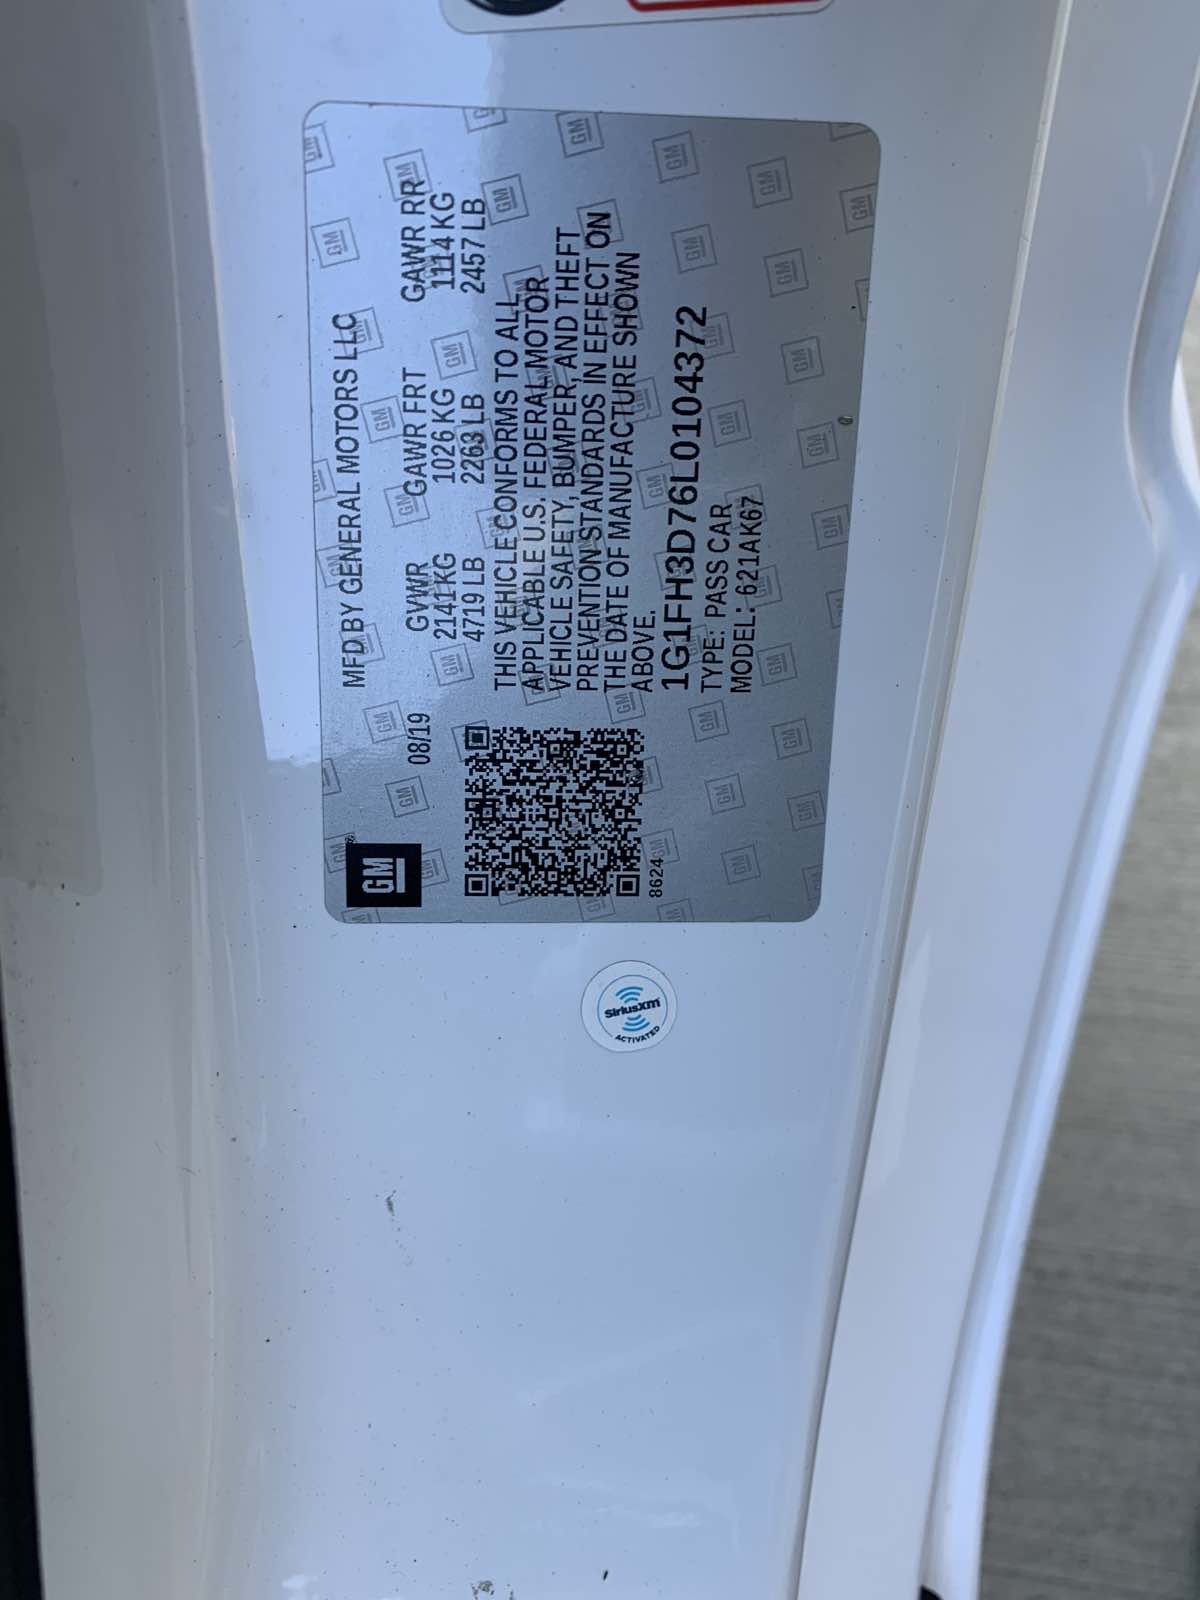 GM
MFD BY GENERAL MOTORS LLC
08/19 GVWR GAWR FRT GAWR RR
2141 KG 1026 KG 1114 KG
4719 LB 2263 LB 2457 LB
THIS VEHICLE CONFORMS TO ALL
APPLICABLE U.S. FEDERAL MOTOR
VEHICLE SAFETY, BUMPER, AND THEFT
PREVENTION STANDARDS IN EFFECT ON
THE DATE OF MANUFACTURE SHOWN
ABOVE.
1G1FH3D76L0104372
TYPE: PASS CAR
MODEL: 621AK67
8624
SiriusXM
ACTIVATED